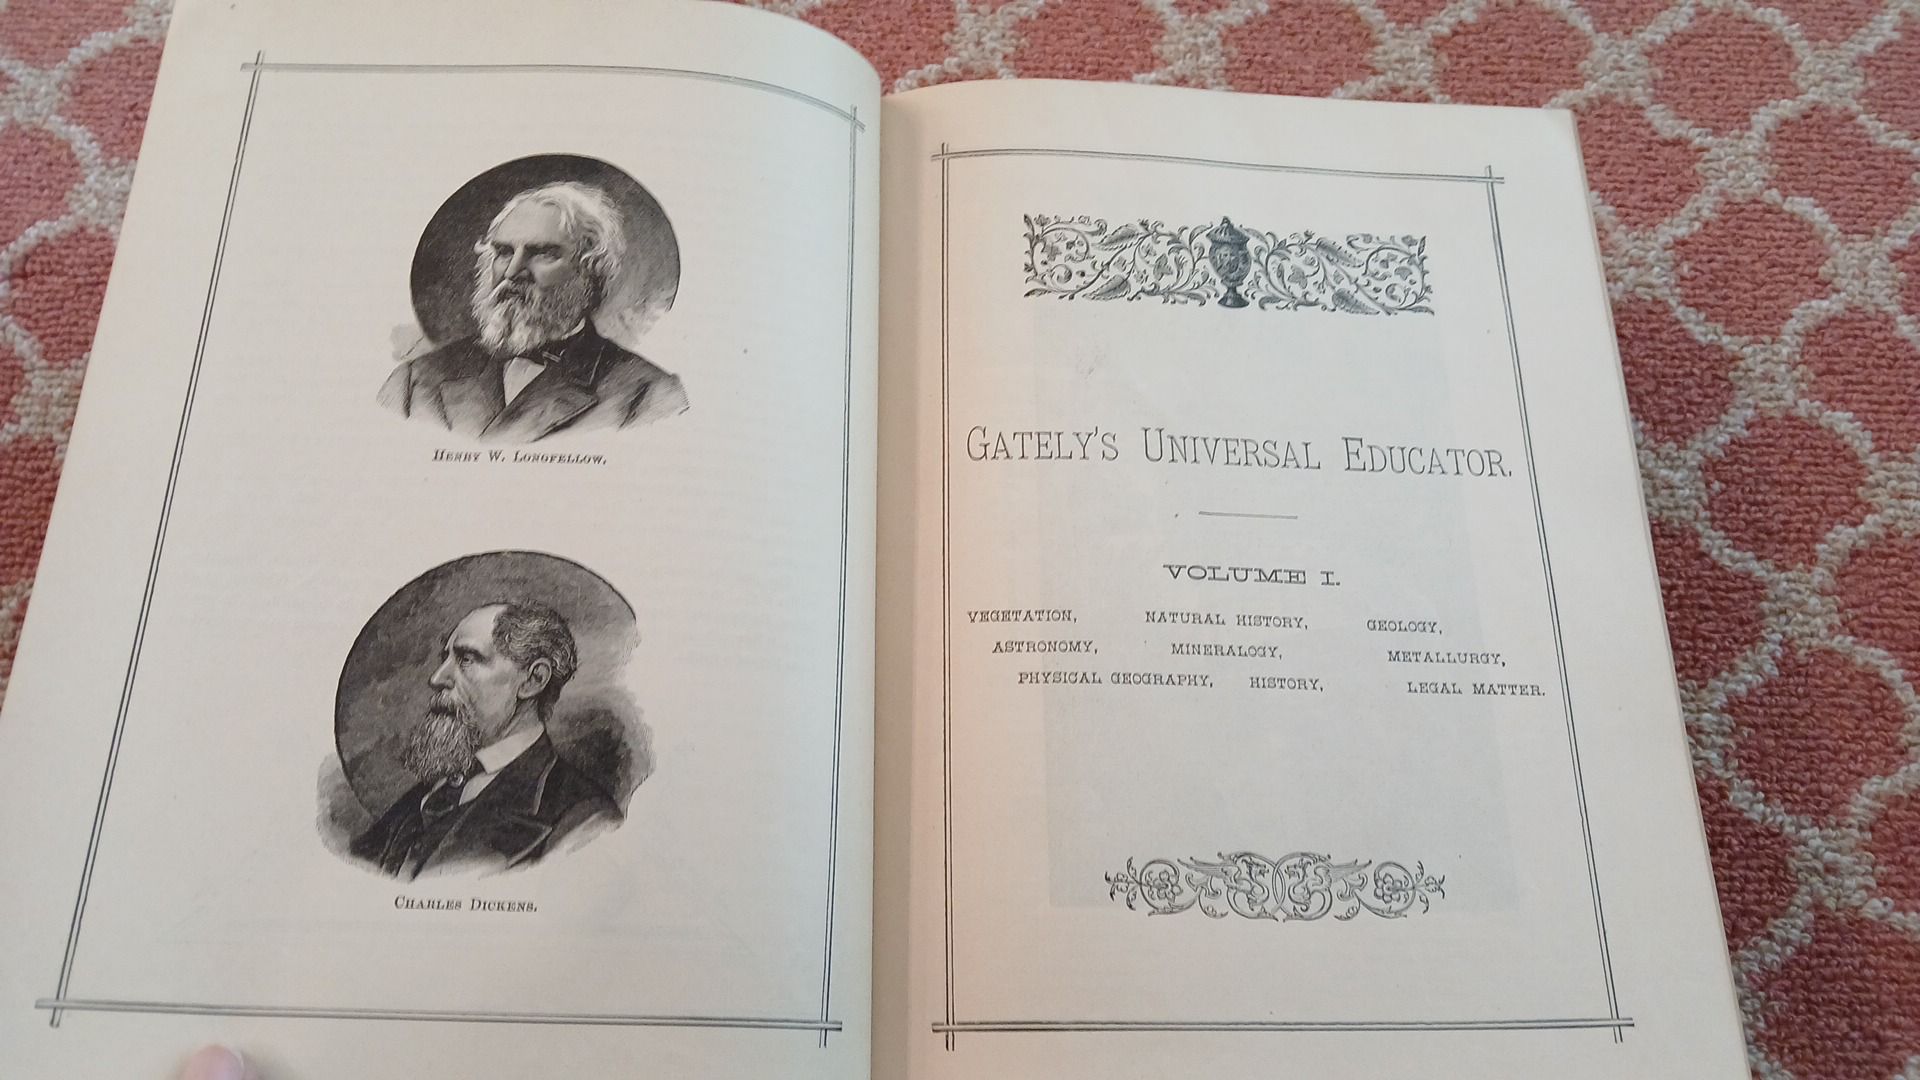 HENRY W. LONGFELLOW.
CHARLES DICKENS.
GATELY'S UNIVERSAL EDUCATOR.
VOLUME I.
VEGETATION, NATURAL HISTORY, GEOLOGY,
ASTRONOMY, MINERALOGY, METALLURGY,
PHYSICAL GEOGRAPHY, HISTORY, LEGAL MATTER.